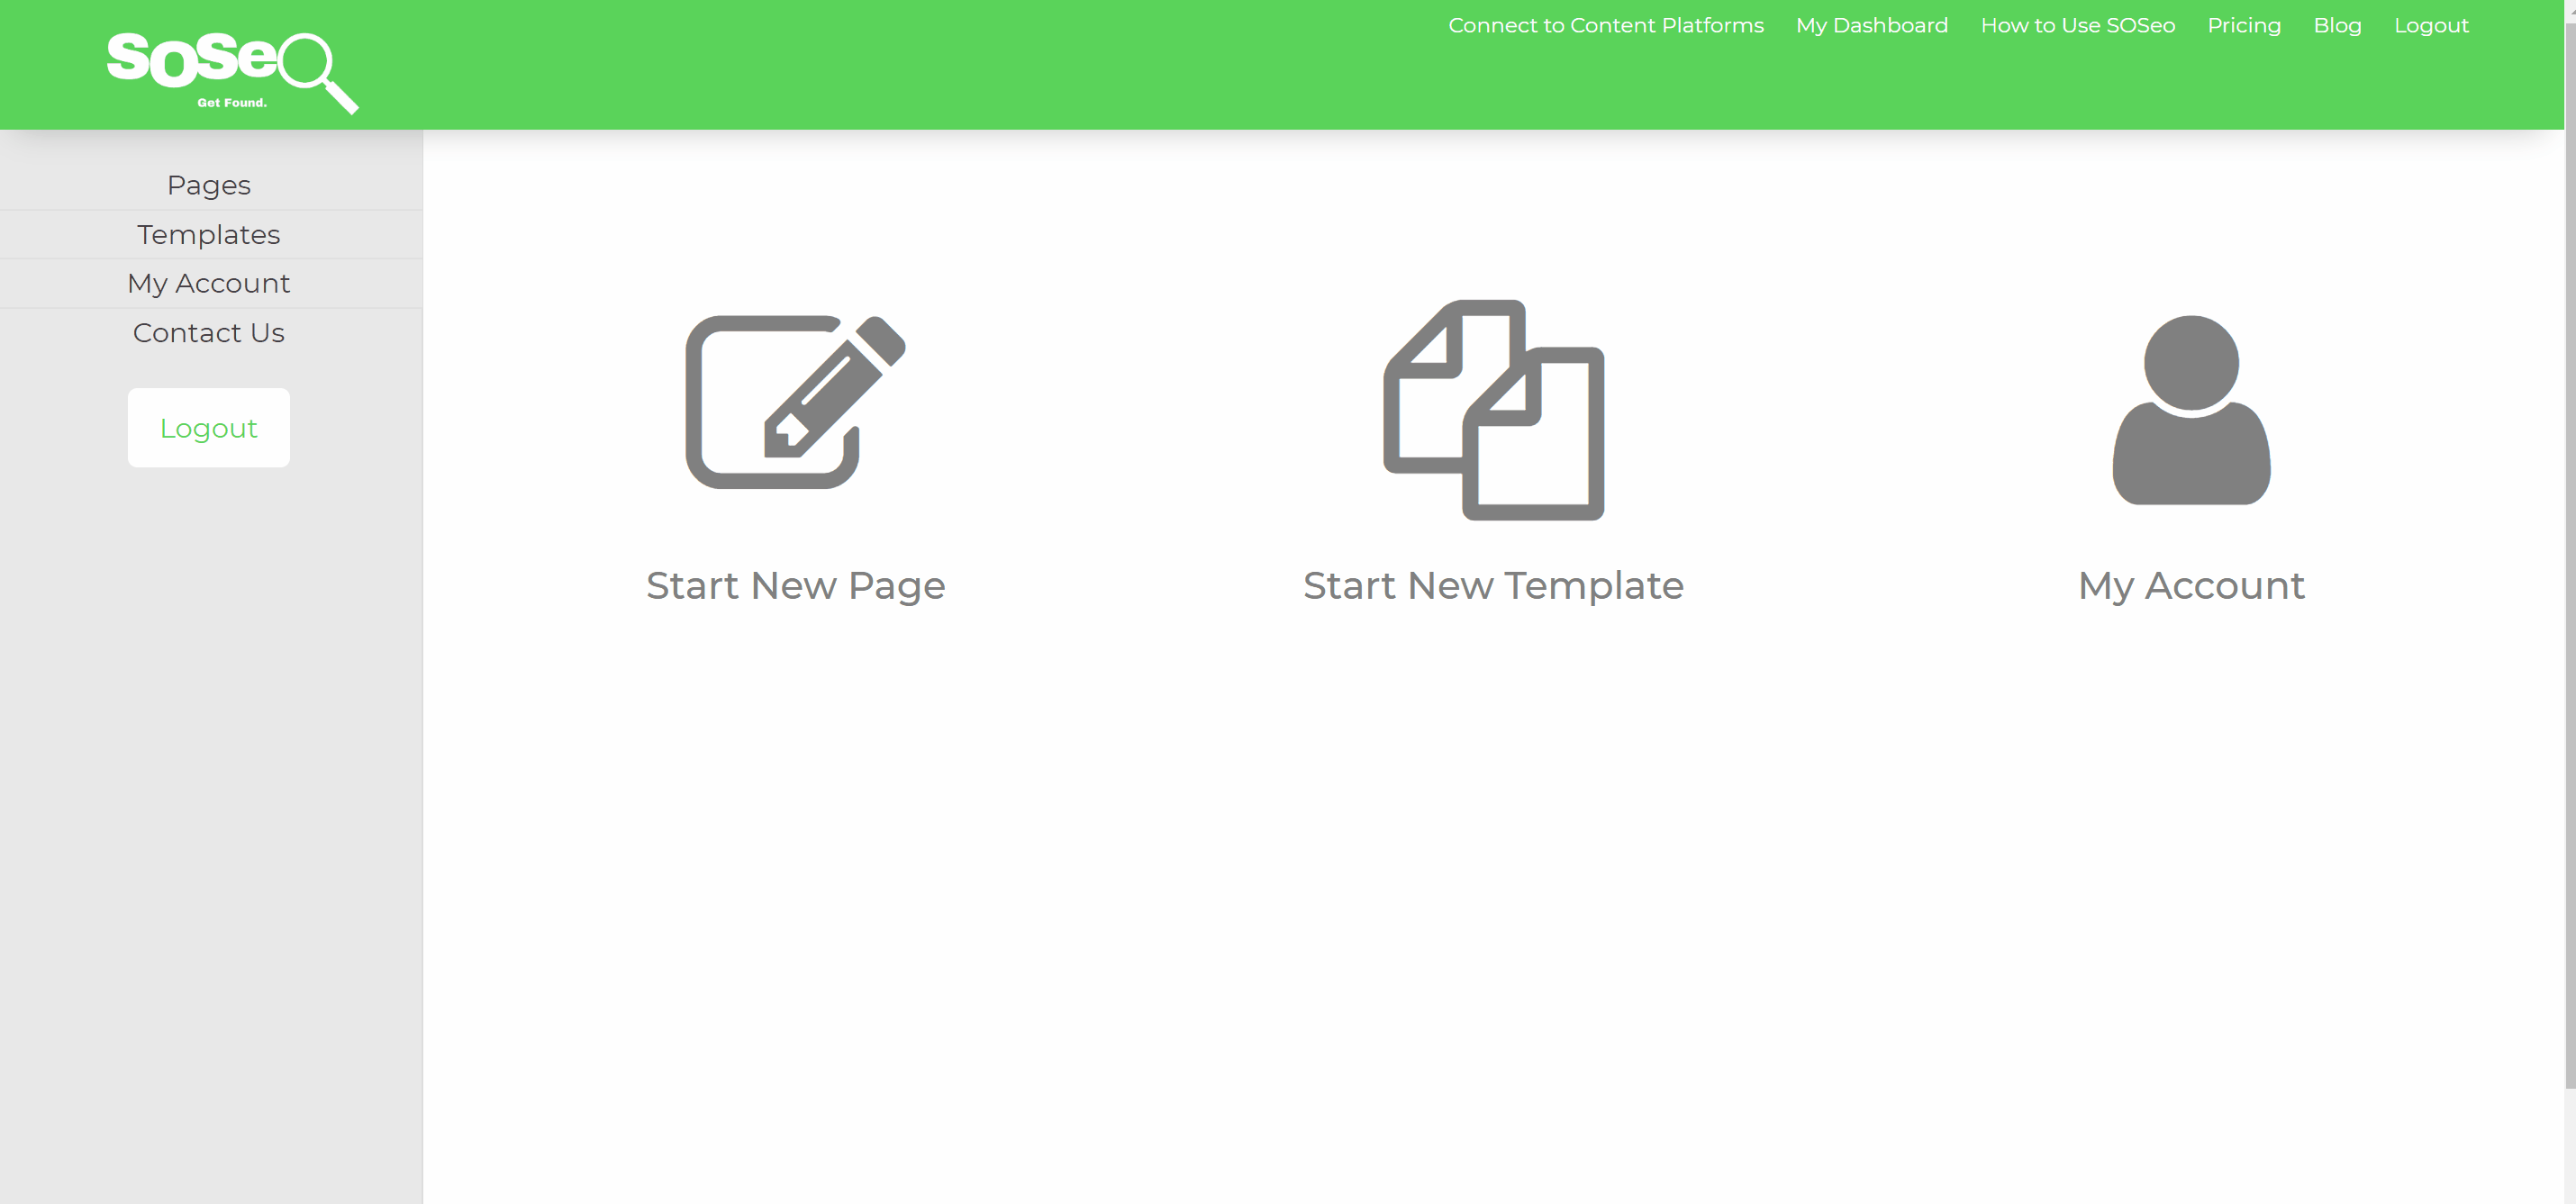 Connect to Content Platforms My Dashboard How to Use SOSeo Pricing Blog Logout
SoSe
Get Found.
Pages
Templates
My Account
Contact Us
Logout
Start New Page Start New Template My Account